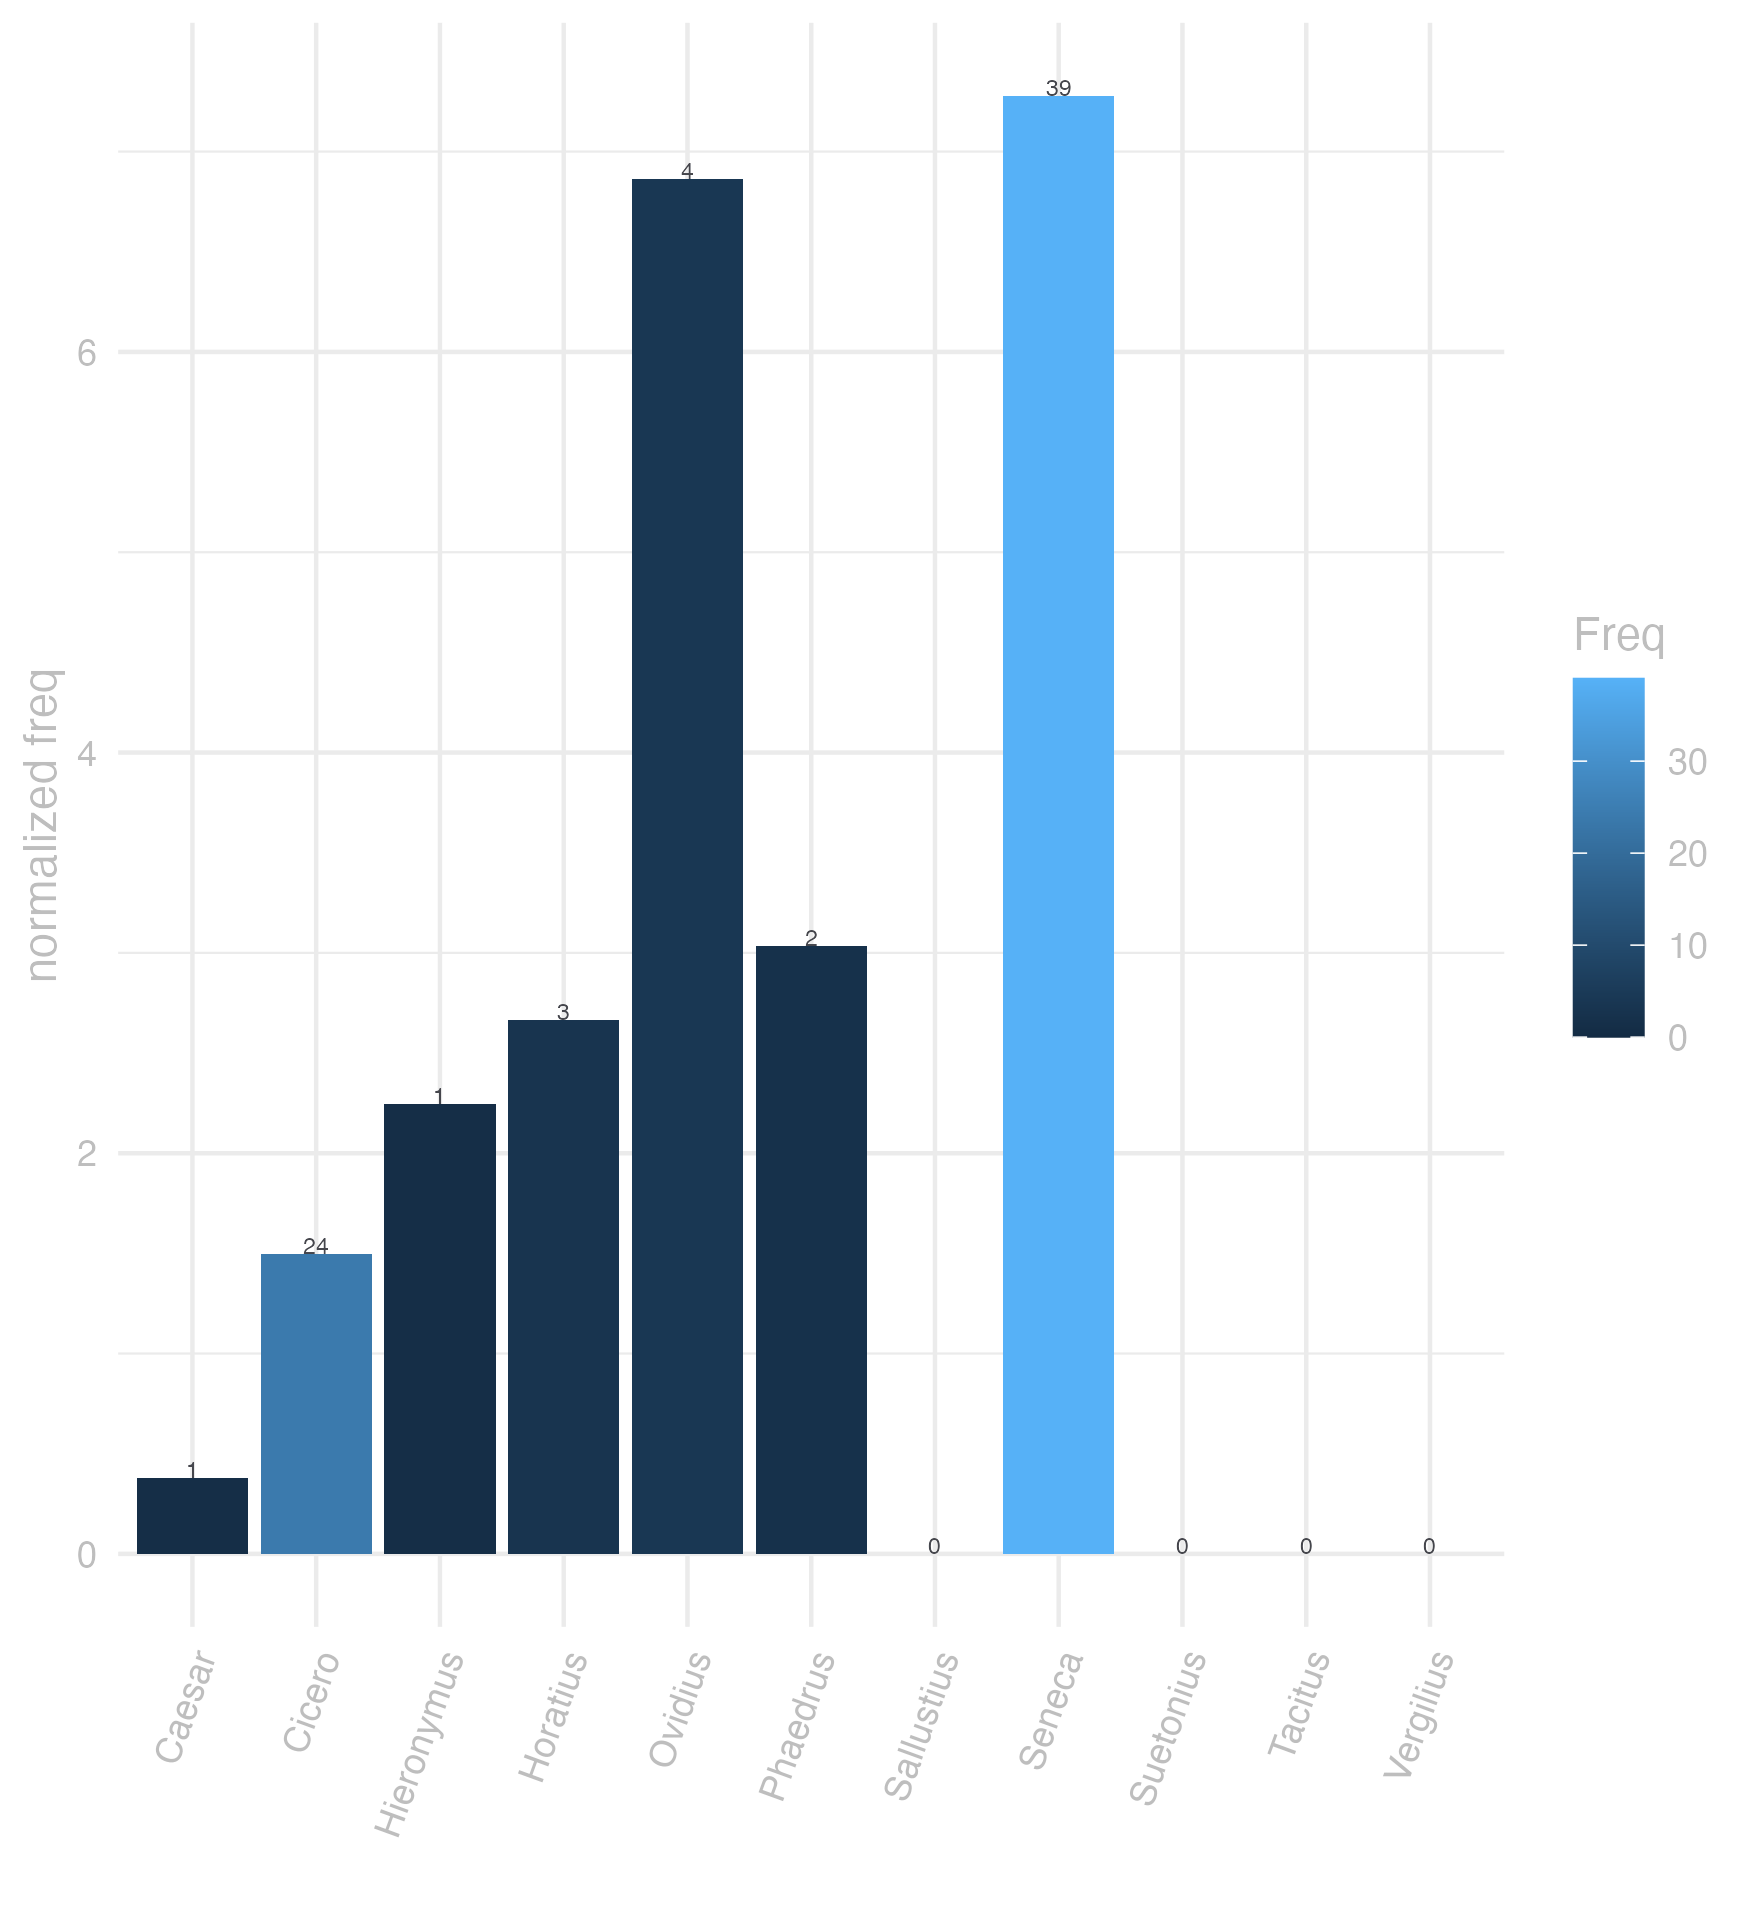 39
4
6
Freq
normalized freq
4
30
20
2
10
3
0
1
2
24
1
0
0
0
0
0
Caesar
Cicero
Hieronymus
Horatius
Ovidius
Phaedrus
Sallustius
Seneca
Suetonius
Tacitus
Vergilius